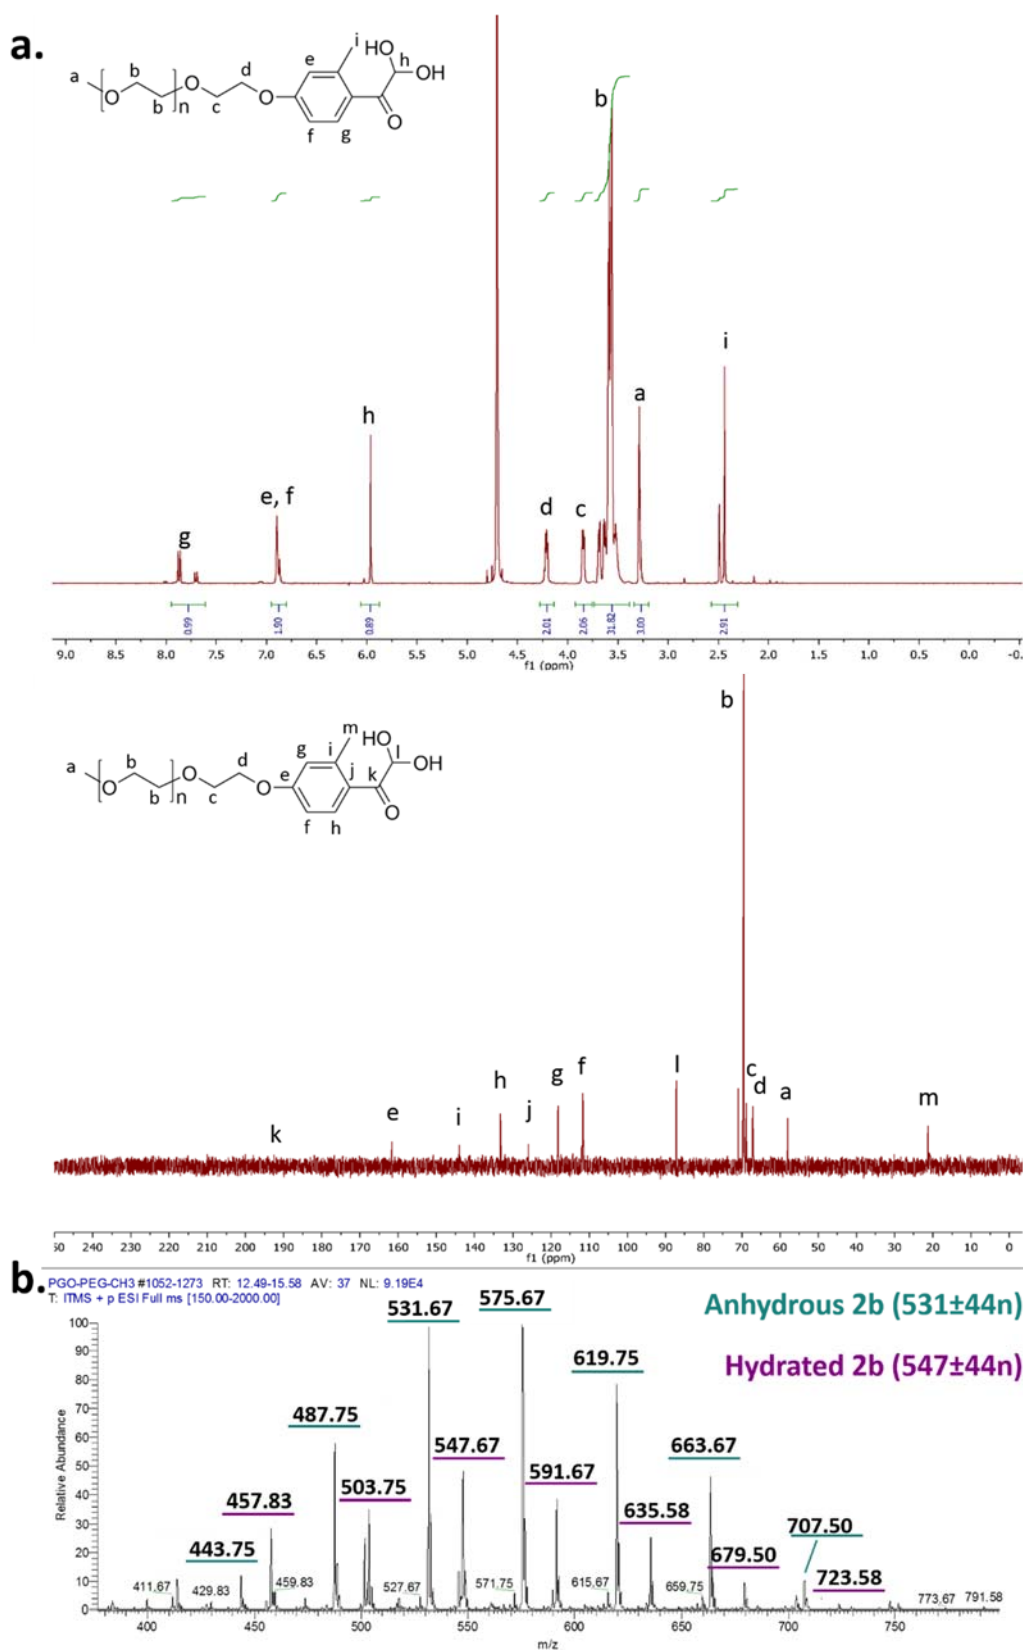 a.
i
HO
h
OH
e
a
b
d
O
O
n
O
b
c
O
f
g
b
i
a
h
e, f
d
c
g
0.99
1.90
0.89
2.01
2.06
31.82
3.00
2.91
9.0 8.5 8.0 7.5 7.0 6.5 6.0 5.5 5.0 4.5 4.0 3.5 3.0 2.5 2.0 1.5 1.0 0.5 0.0 -0.
f1 (ppm)
b
m
HO
l
OH
g
i
j
k
a
b
d
e
O
O
n
O
b
c
O
f
h
k
e
i
h
j
g
f
l
c
d
a
m
50 240 230 220 210 200 190 180 170 160 150 140 130 120 110 100 90 80 70 60 50 40 30 20 10 0
f1 (ppm)
b.
PGO-PEG-CH3 #1052-1273 RT: 12.49-15.58 AV: 37 NL: 9.19E4
T: ITMS + p ESI Full ms [150.00-2000.00]
Anhydrous 2b (531±44n)
Hydrated 2b (547±44n)
Relative Abundance
100
90
80
70
60
50
40
30
20
10
0
575.67
531.67
619.75
487.75
547.67
663.67
591.67
457.83
503.75
635.58
707.50
443.75
679.50
723.58
411.67
429.83
459.83
527.67
571.75
615.67
659.75
773.67
791.58
400 450 500 550 600 650 700 750
m/z